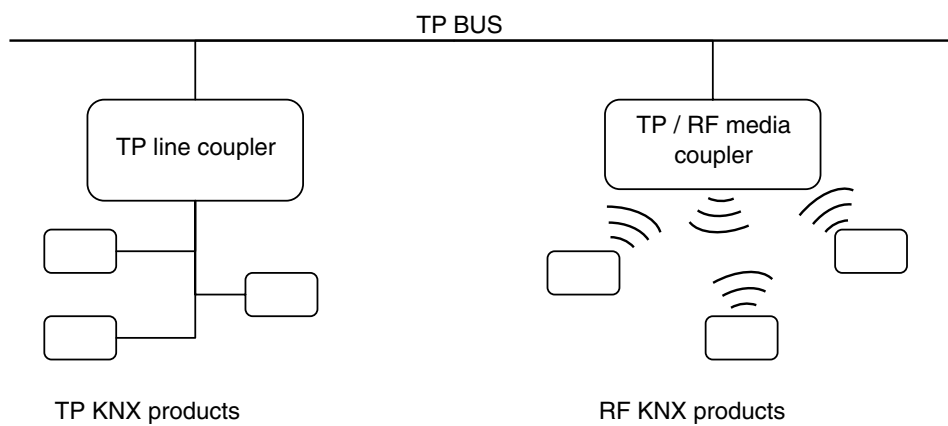 TP BUS
TP line coupler
TP / RF media
coupler
TP KNX products
RF KNX products